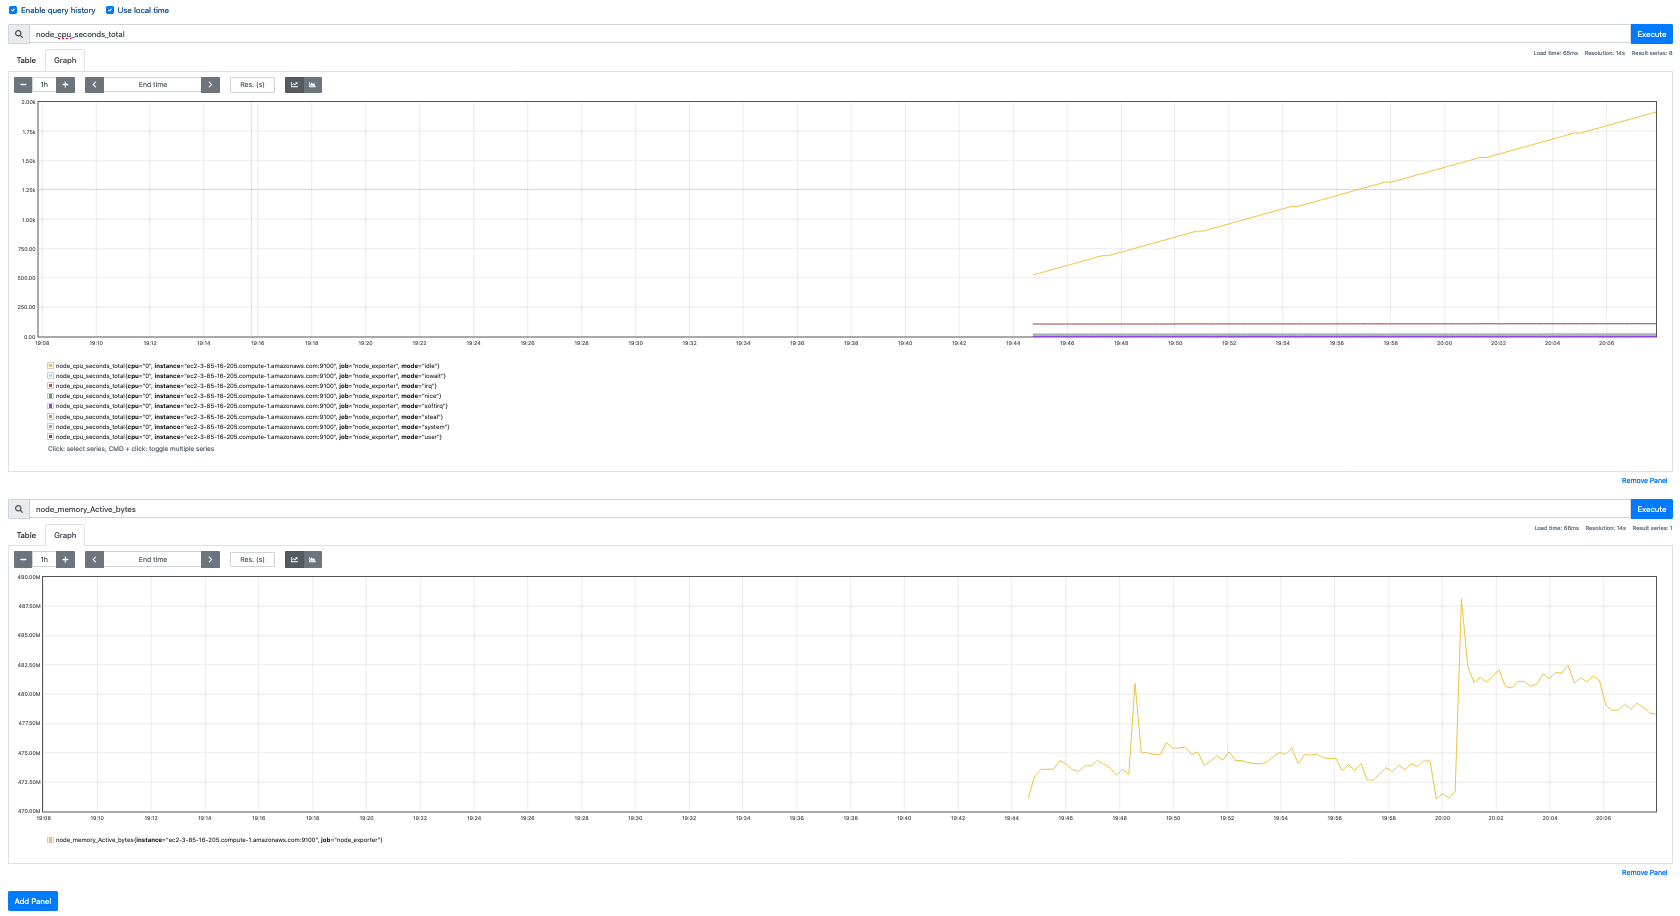 Enable query history Use local time
node_cpu_seconds_total Execute
Load time: 65ms Resolution: 14s Result series: 8
Table Graph
1h End time Res. (s)
2.00k
1.75k
1.50k
1.25k
1.00k
750.00
500.00
250.00
0.00
19:08 19:10 19:12 19:14 19:16 19:18 19:20 19:22 19:24 19:26 19:28 19:30 19:32 19:34 19:36 19:38 19:40 19:42 19:44 19:46 19:48 19:50 19:52 19:54 19:56 19:58 20:00 20:02 20:04 20:06
node_cpu_seconds_total{cpu="0", instance="ec2-3-85-16-205.compute-1.amazonaws.com:9100", job="node_exporter", mode="idle"}
node_cpu_seconds_total{cpu="0", instance="ec2-3-85-16-205.compute-1.amazonaws.com:9100", job="node_exporter", mode="iowait"}
node_cpu_seconds_total{cpu="0", instance="ec2-3-85-16-205.compute-1.amazonaws.com:9100", job="node_exporter", mode="irq"}
node_cpu_seconds_total{cpu="0", instance="ec2-3-85-16-205.compute-1.amazonaws.com:9100", job="node_exporter", mode="nice"}
node_cpu_seconds_total{cpu="0", instance="ec2-3-85-16-205.compute-1.amazonaws.com:9100", job="node_exporter", mode="softirq"}
node_cpu_seconds_total{cpu="0", instance="ec2-3-85-16-205.compute-1.amazonaws.com:9100", job="node_exporter", mode="steal"}
node_cpu_seconds_total{cpu="0", instance="ec2-3-85-16-205.compute-1.amazonaws.com:9100", job="node_exporter", mode="system"}
node_cpu_seconds_total{cpu="0", instance="ec2-3-85-16-205.compute-1.amazonaws.com:9100", job="node_exporter", mode="user"}
Click: select series, CMD + click: toggle multiple series
Remove Panel
node_memory_Active_bytes Execute
Load time: 66ms Resolution: 14s Result series: 1
Table Graph
1h End time Res. (s)
490.00M
487.50M
485.00M
482.50M
480.00M
477.50M
475.00M
472.50M
470.00M
19:08 19:10 19:12 19:14 19:16 19:18 19:20 19:22 19:24 19:26 19:28 19:30 19:32 19:34 19:36 19:38 19:40 19:42 19:44 19:46 19:48 19:50 19:52 19:54 19:56 19:58 20:00 20:02 20:04 20:06
node_memory_Active_bytes{instance="ec2-3-85-16-205.compute-1.amazonaws.com:9100", job="node_exporter"}
Remove Panel
Add Panel